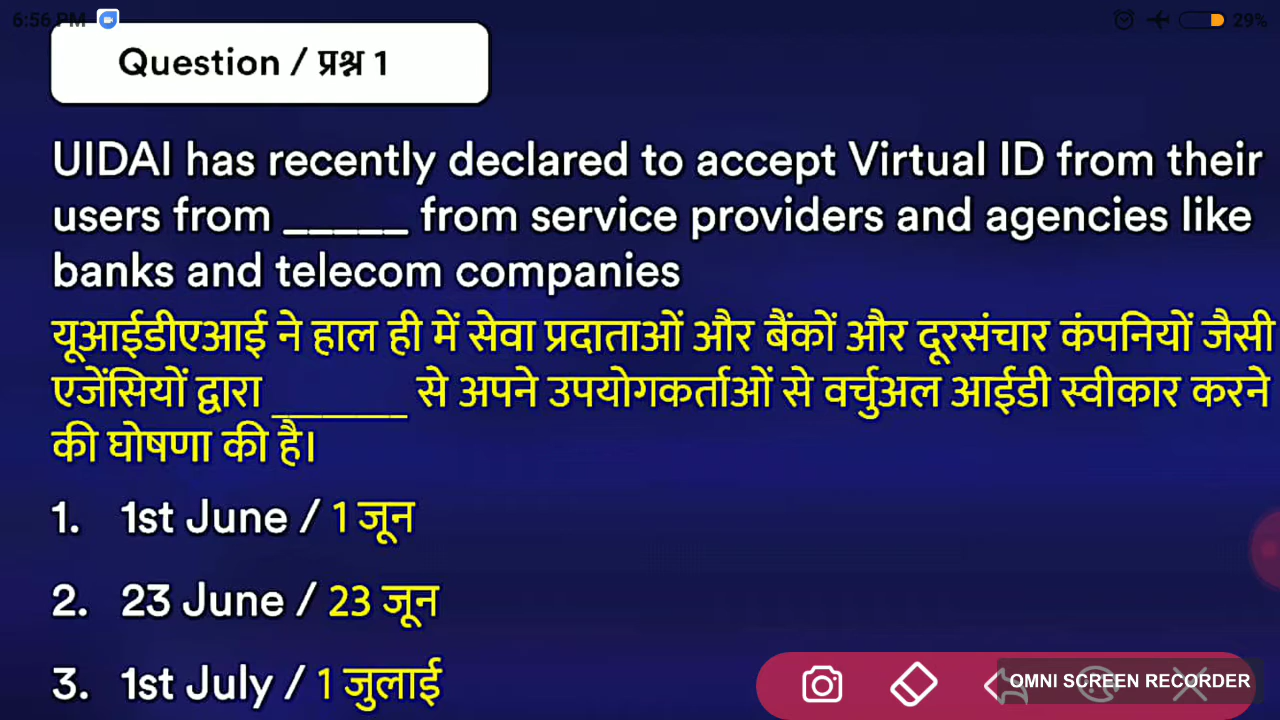 6:56 PM
29%
Question / प्रश्न 1
UIDAI has recently declared to accept Virtual ID from their
users from _____ from service providers and agencies like
banks and telecom companies
यूआईडीएआई ने हाल ही में सेवा प्रदाताओं और बैंकों और दूरसंचार कंपनियों जैसी
एजेंसियों द्वारा ______ से अपने उपयोगकर्ताओं से वर्चुअल आईडी स्वीकार करने
की घोषणा की है।
1. 1st June / 1 जून
2. 23 June / 23 जून
3. 1st July / 1 जुलाई
OMNI SCREEN RECORDER